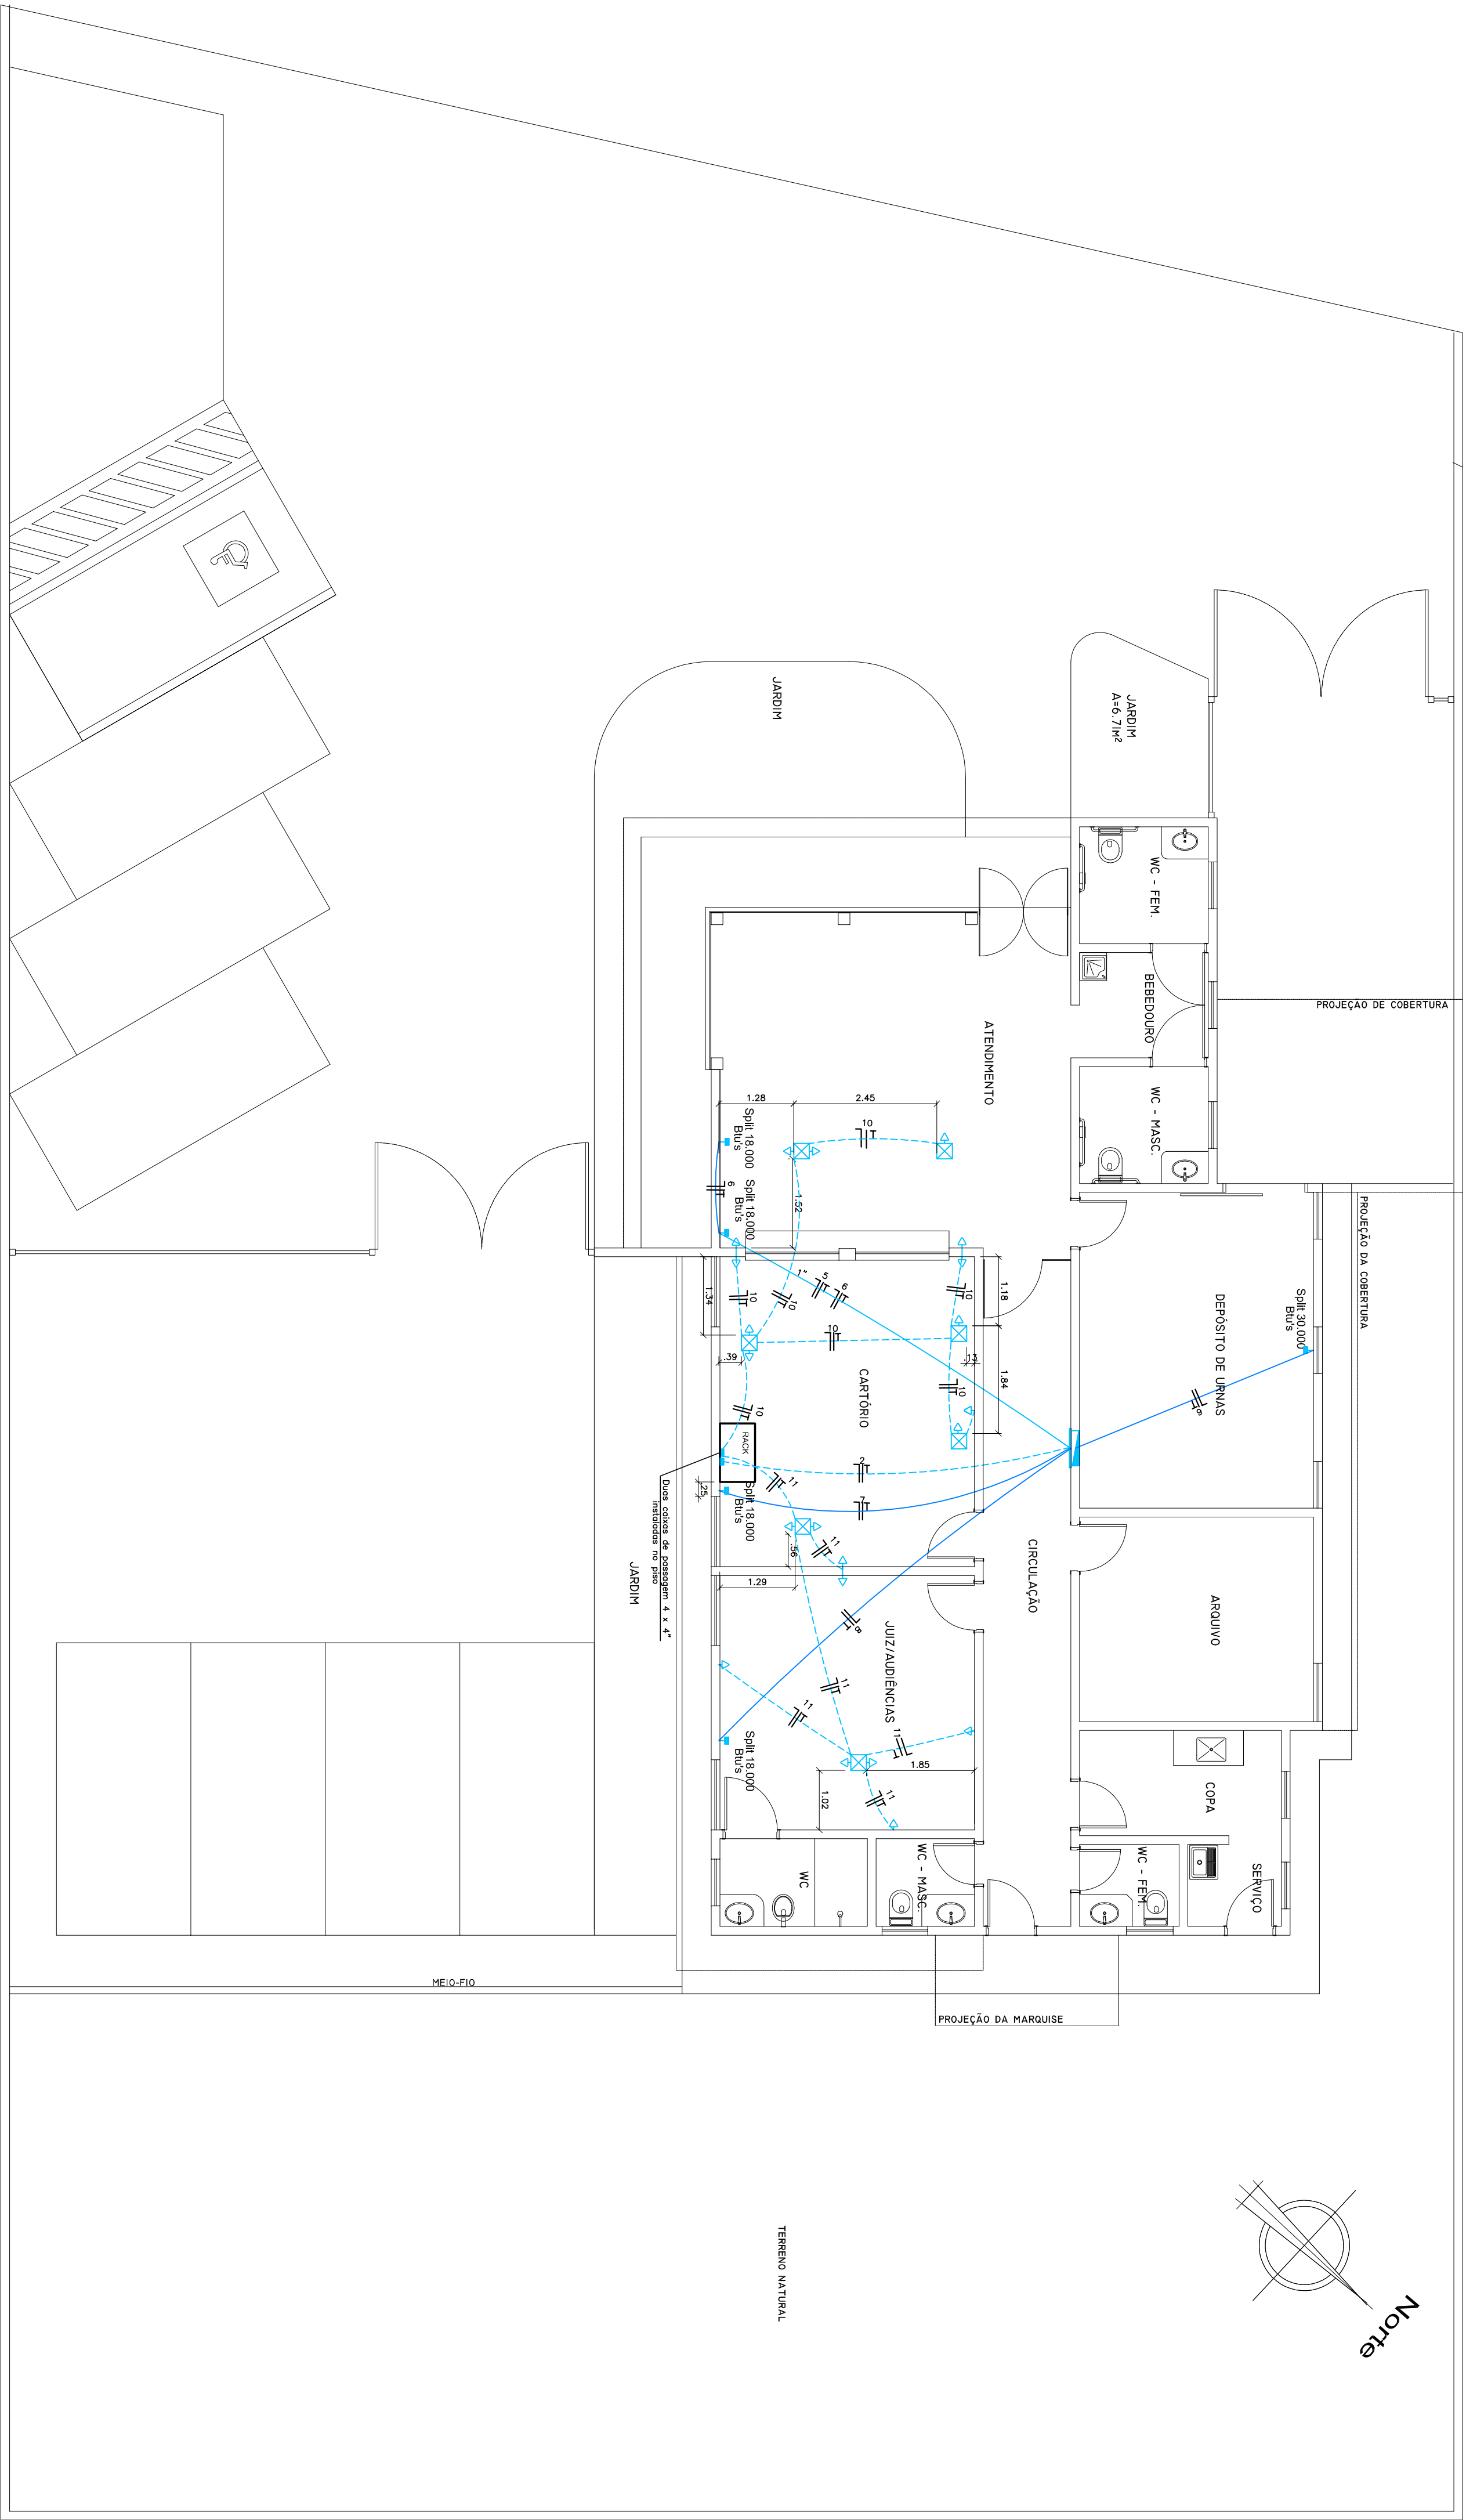 JARDIM
JARDIM
A=6.71M²
WC - FEM.
BEBEDOURO
WC - MASC.
ATENDIMENTO
PROJEÇÃO DE COBERTURA
PROJEÇÃO DA COBERTURA
1.28
2.45
10
Split 18.000
Btu's
6
Split 18.000
Btu's
1.52
1.34
10
10
1"
5
6
10
1.18
10
.39
.13
1.84
10
10
CARTÓRIO
RACK
2
7
11
.25
Split 18.000
Btu's
Duas caixas de passagem 4 x 4"
instaladas no piso
.56
11
1.29
JARDIM
DEPÓSITO DE URNAS
Split 30.000
Btu's
9
CIRCULAÇÃO
ARQUIVO
8
JUIZ/AUDIÊNCIAS
11
11
11
Split 18.000
Btu's
1.85
1.02
11
COPA
SERVIÇO
WC
WC - MASC.
WC - FEM.
MEIO-FIO
PROJEÇÃO DA MARQUISE
TERRENO NATURAL
Norte